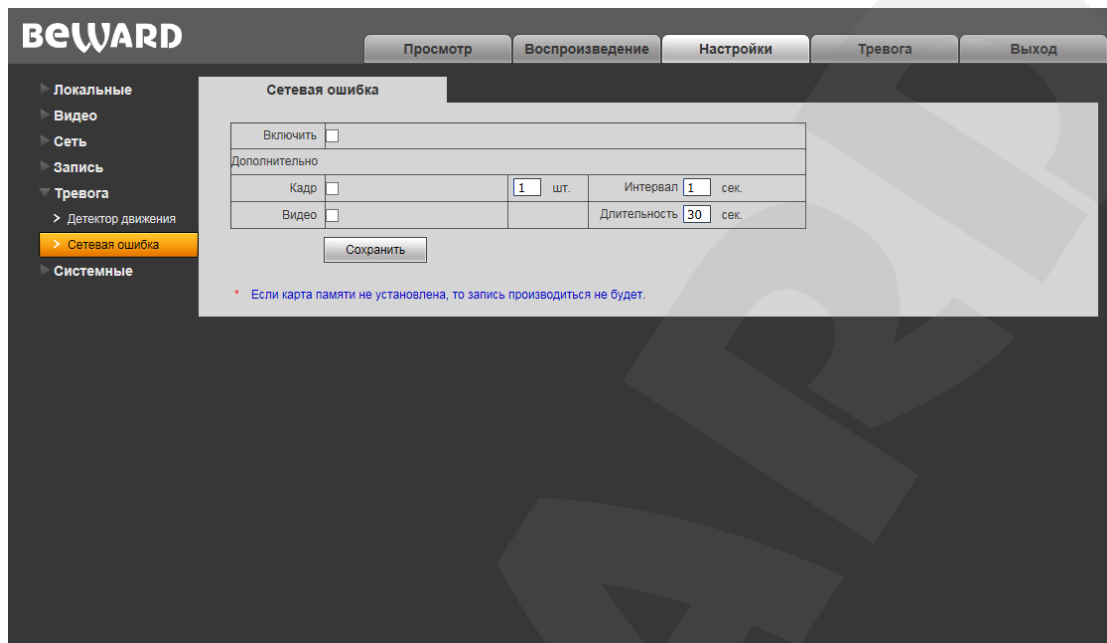 BEWARD
Просмотр Воспроизведение Настройки Тревога Выход
Локальные
Видео
Сеть
Запись
Тревога
> Детектор движения
> Сетевая ошибка
Системные
Сетевая ошибка
Включить
Дополнительно
Кадр 1 шт. Интервал 1 сек.
Видео Длительность 30 сек.
Сохранить
* Если карта памяти не установлена, то запись производиться не будет.